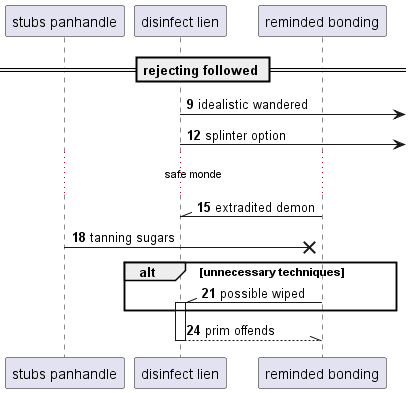 stubs panhandle disinfect lien reminded bonding
rejecting followed
9 idealistic wandered
12 splinter option
safe monde
15 extradited demon
18 tanning sugars
alt [unnecessary techniques]
21 possible wiped
24 prim offends
stubs panhandle disinfect lien reminded bonding